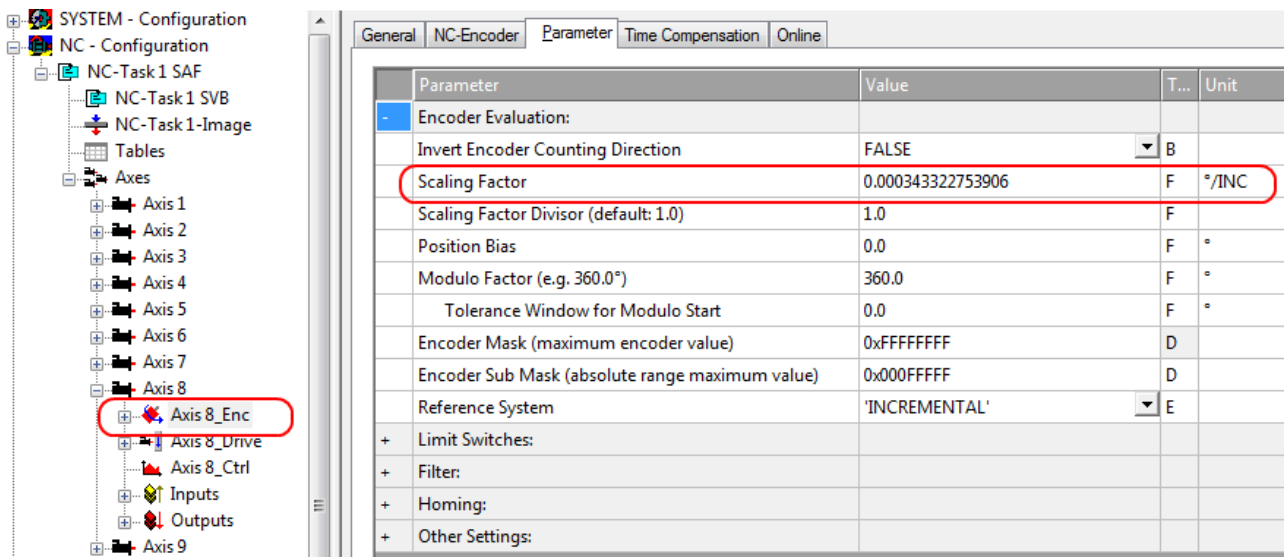 SYSTEM - Configuration
NC - Configuration
NC-Task 1 SAF
NC-Task 1 SVB
NC-Task 1-Image
Tables
Axes
Axis 1
Axis 2
Axis 3
Axis 4
Axis 5
Axis 6
Axis 7
Axis 8
Axis 8_Enc
Axis 8_Drive
Axis 8_Ctrl
Inputs
Outputs
Axis 9
General NC-Encoder Parameter Time Compensation Online
Parameter Value T... Unit
- Encoder Evaluation:
Invert Encoder Counting Direction FALSE B
Scaling Factor 0.000343322753906 F °/INC
Scaling Factor Divisor (default: 1.0) 1.0 F
Position Bias 0.0 F °
Modulo Factor (e.g. 360.0°) 360.0 F °
Tolerance Window for Modulo Start 0.0 F °
Encoder Mask (maximum encoder value) 0xFFFFFFFF D
Encoder Sub Mask (absolute range maximum value) 0x000FFFFF D
Reference System 'INCREMENTAL' E
+ Limit Switches:
+ Filter:
+ Homing:
+ Other Settings: